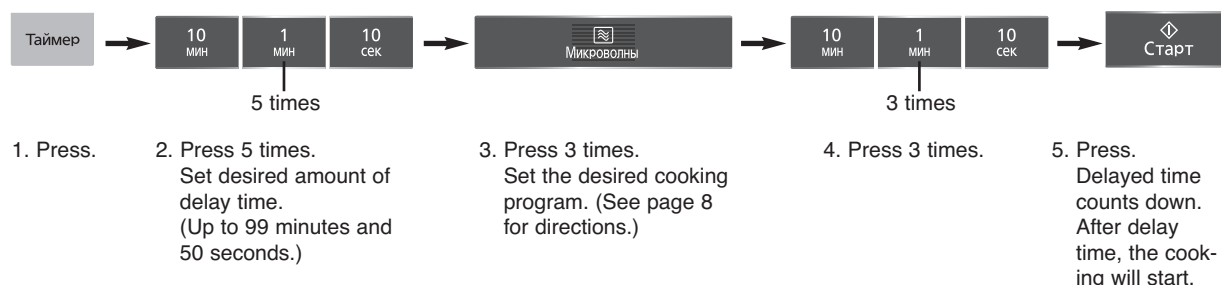 Таймер
10 мин
1 мин
10 сек
Микроволны
10 мин
1 мин
10 сек
Старт
5 times
3 times
1. Press.
2. Press 5 times.
Set desired amount of
delay time.
(Up to 99 minutes and
50 seconds.)
3. Press 3 times.
Set the desired cooking
program. (See page 8
for directions.)
4. Press 3 times.
5. Press.
Delayed time
counts down.
After delay
time, the cook-
ing will start.